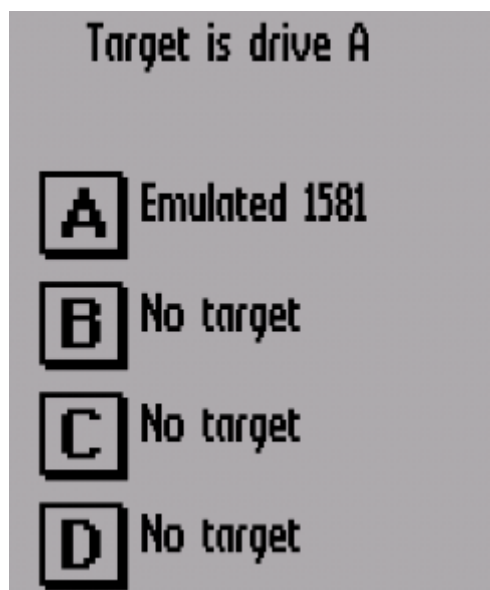 Target is drive A
A Emulated 1581
B No target
C No target
D No target